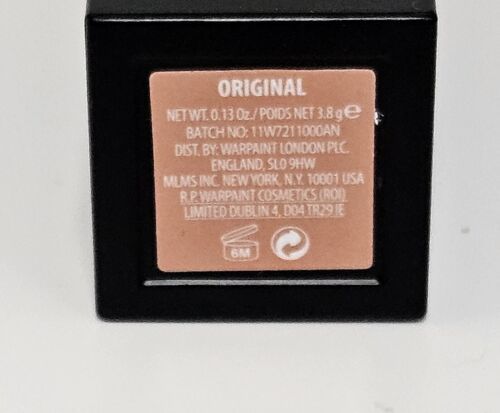 ORIGINAL
NET WT. 0.13 Oz./ POIDS NET 3.8 g℮
BATCH NO: 11W7211000AN
DIST. BY: WARPAINT LONDON PLC.
ENGLAND, SL0 9HW
MLMS INC. NEW YORK, N.Y. 10001 USA
R.P. WARPAINT COSMETICS (ROI)
LIMITED DUBLIN 4, D04 TR29 IE
6M